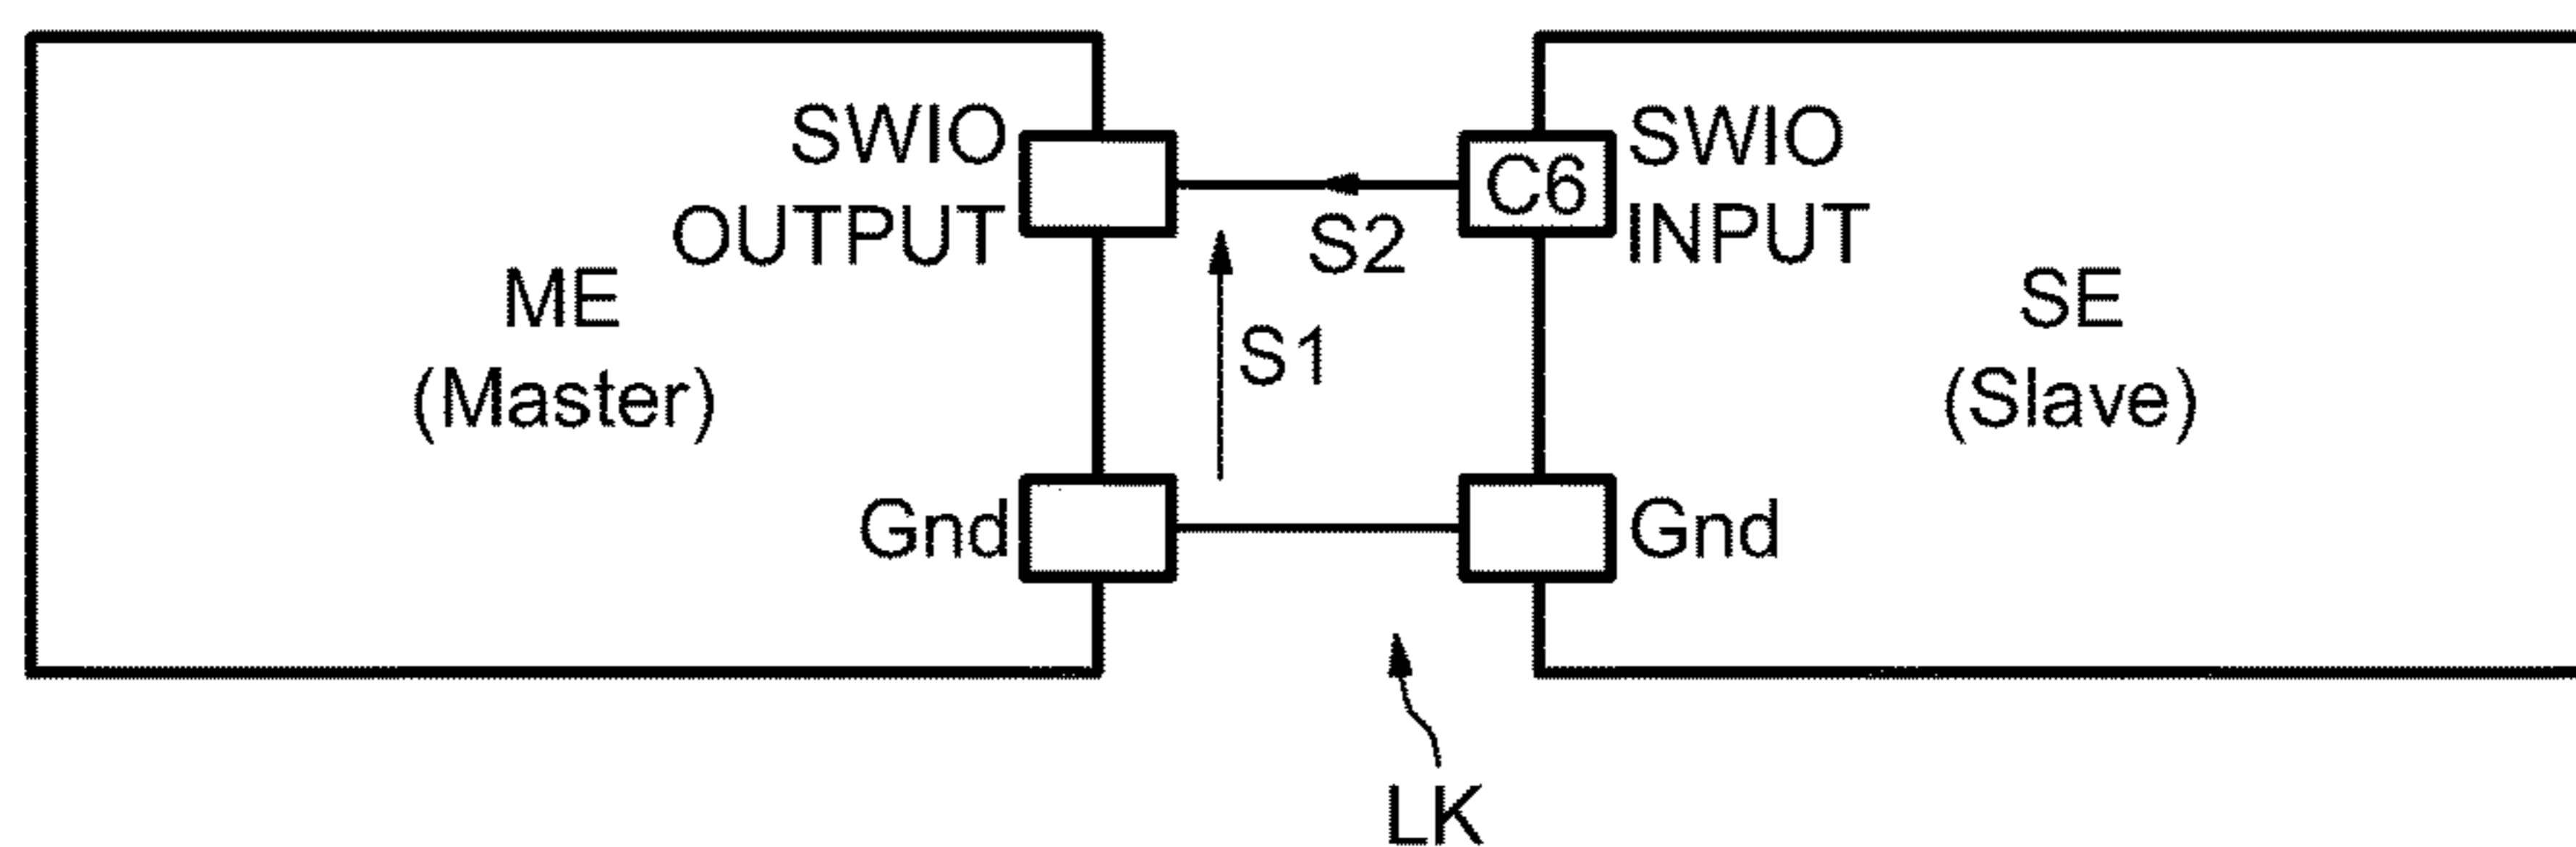 SWIO
OUTPUT
ME
(Master)
Gnd
S2
S1
C6
SWIO
INPUT
SE
(Slave)
Gnd
LK